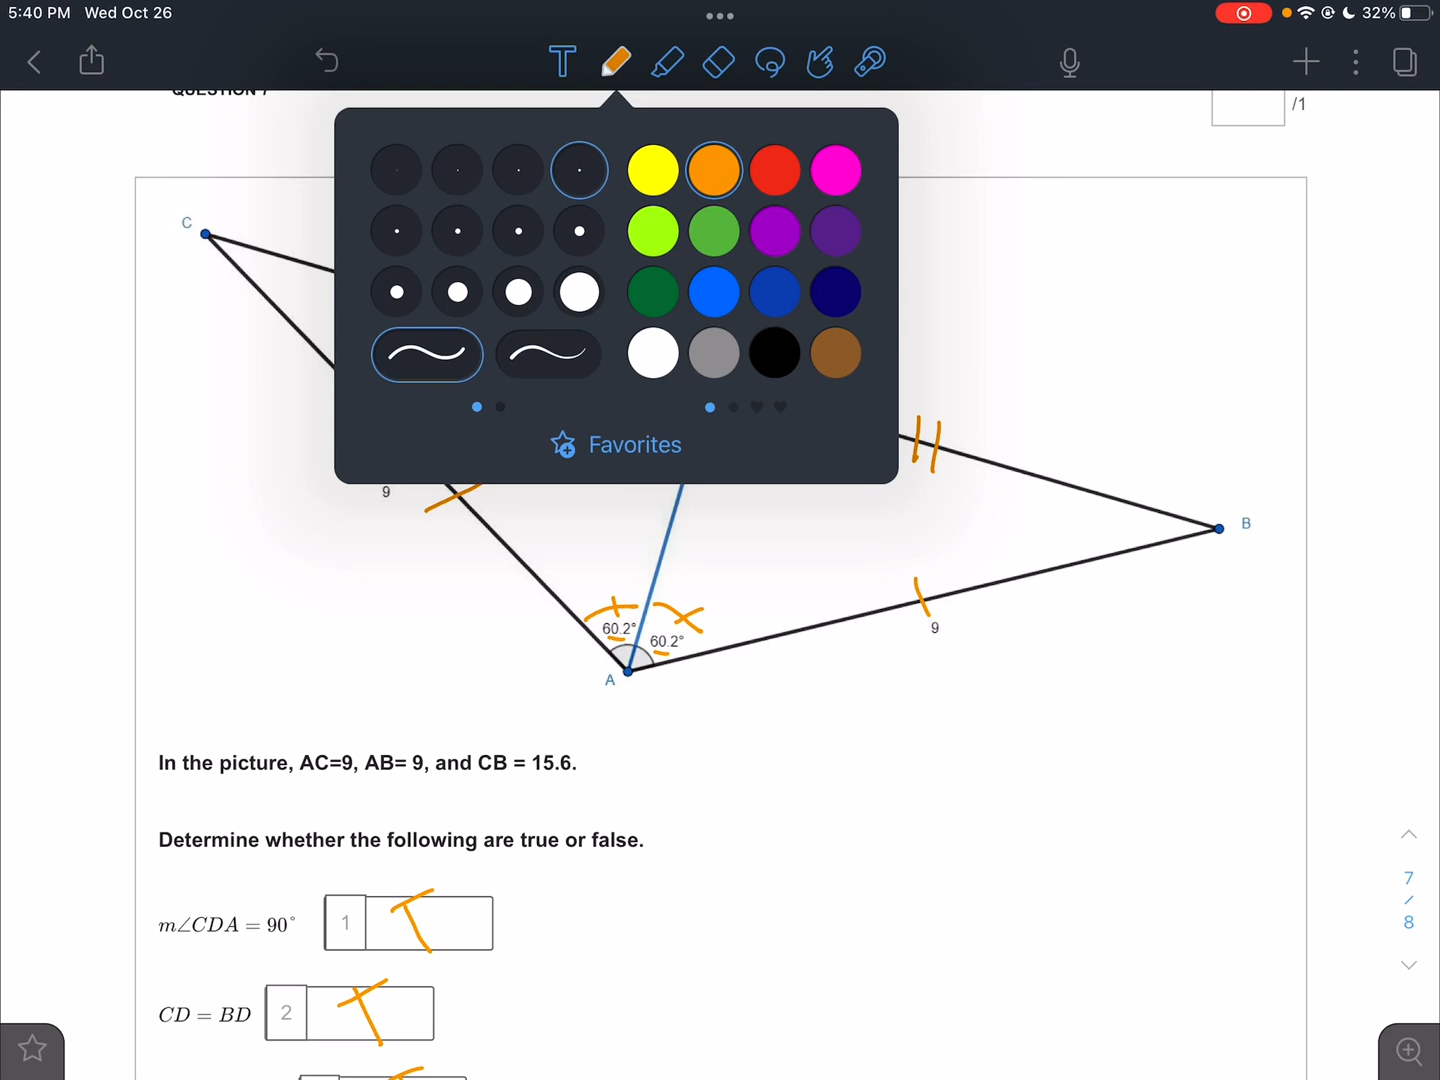 5:40 PM Wed Oct 26
32%
T
QUESTION 7
/1
C
Favorites
9
B
60.2°
60.2°
9
A
In the picture, AC=9, AB= 9, and CB = 15.6.
Determine whether the following are true or false.
m∠CDA = 90°
1
T
CD = BD
2
T
7
/
8